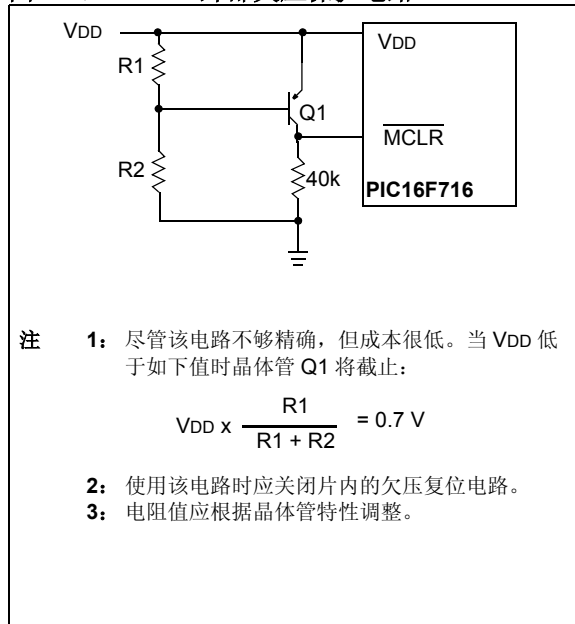 VDD
VDD
R1
Q1
MCLR
R2
40k
PIC16F716
注 1: 尽管该电路不够精确，但成本很低。当 VDD 低
于如下值时晶体管 Q1 将截止：
VDD x R1 / R1 + R2 = 0.7 V
2: 使用该电路时应关闭片内的欠压复位电路。
3: 电阻值应根据晶体管特性调整。